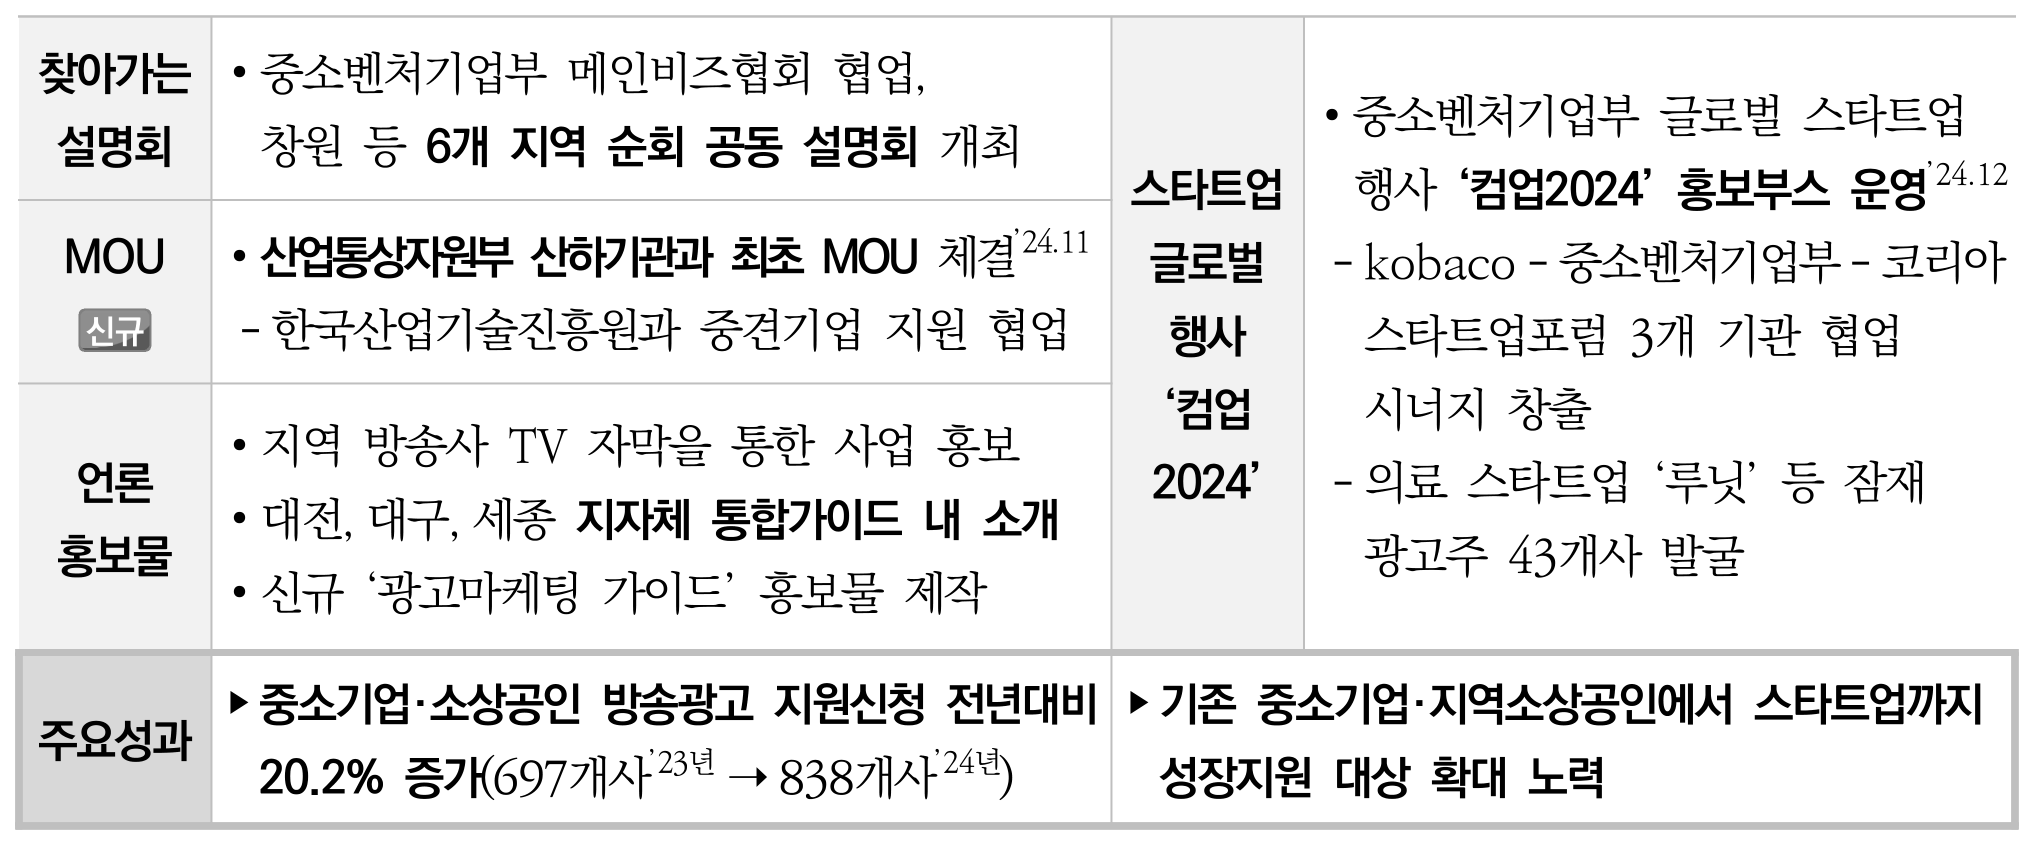 찾아가는
설명회
• 중소벤처기업부 메인비즈협회 협업,
창원 등 6개 지역 순회 공동 설명회 개최
MOU
신규
• 산업통상자원부 산하기관과 최초 MOU 체결’24.11
- 한국산업기술진흥원과 중견기업 지원 협업
언론
홍보물
• 지역 방송사 TV 자막을 통한 사업 홍보
• 대전, 대구, 세종 지자체 통합가이드 내 소개
• 신규 ‘광고마케팅 가이드’ 홍보물 제작
스타트업
글로벌
행사
‘컴업
2024’
• 중소벤처기업부 글로벌 스타트업
행사 ‘컴업2024’ 홍보부스 운영’24.12
- kobaco - 중소벤처기업부 - 코리아
스타트업포럼 3개 기관 협업
시너지 창출
- 의료 스타트업 ‘루닛’ 등 잠재
광고주 43개사 발굴
주요성과
▶ 중소기업·소상공인 방송광고 지원신청 전년대비
20.2% 증가(697개사’23년 → 838개사’24년)
▶ 기존 중소기업·지역소상공인에서 스타트업까지
성장지원 대상 확대 노력